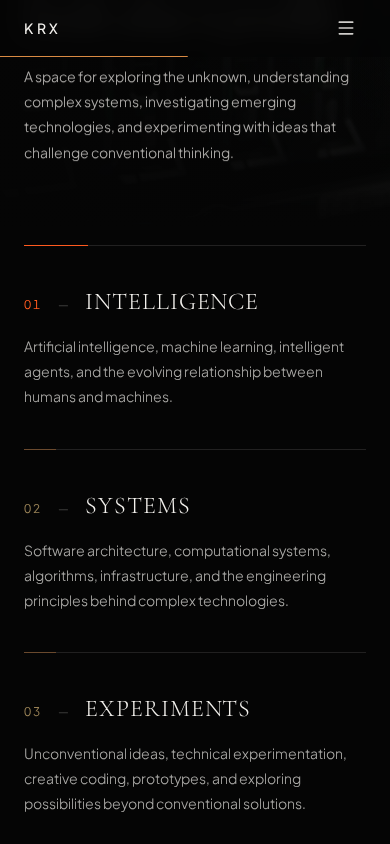 KRX
A space for exploring the unknown, understanding
complex systems, investigating emerging
technologies, and experimenting with ideas that
challenge conventional thinking.
01 — INTELLIGENCE
Artificial intelligence, machine learning, intelligent
agents, and the evolving relationship between
humans and machines.
02 — SYSTEMS
Software architecture, computational systems,
algorithms, infrastructure, and the engineering
principles behind complex technologies.
03 — EXPERIMENTS
Unconventional ideas, technical experimentation,
creative coding, prototypes, and exploring
possibilities beyond conventional solutions.